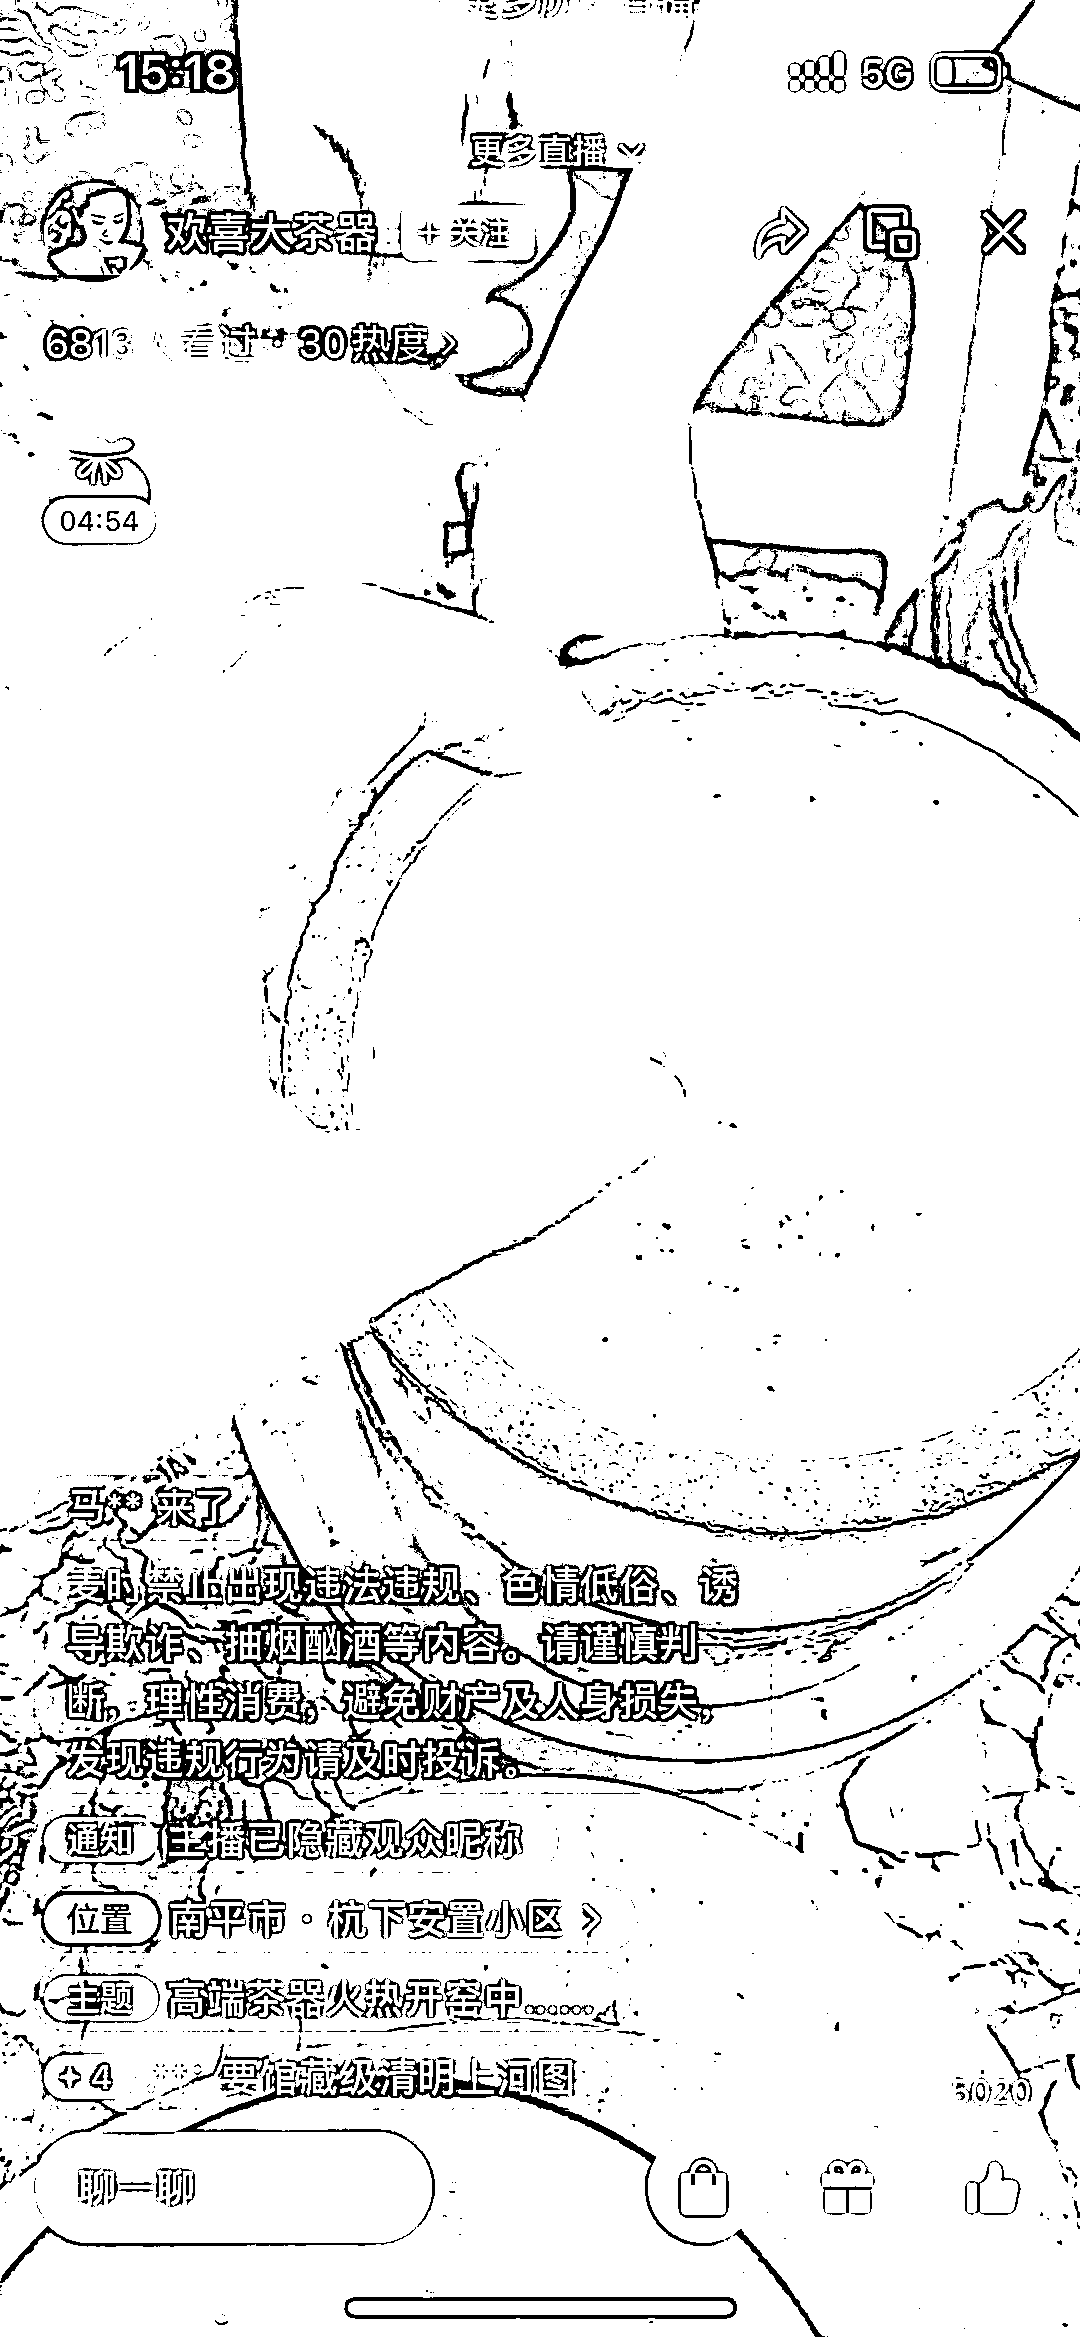 15:18
5G
更多直播
欢喜大茶器
+ 关注
6813 看过 · 30热度 >
04:54
马** 来了
麦时禁止出现违法违规、色情低俗、诱
导欺诈、抽烟酗酒等内容。请谨慎判
断，理性消费，避免财产及人身损失，
发现违规行为请及时投诉。
通知 主播已隐藏观众昵称
位置 南平市 · 杭下安置小区 >
主题 高端茶器火热开窑中......
4 *** 要馆藏级清明上河图
聊一聊